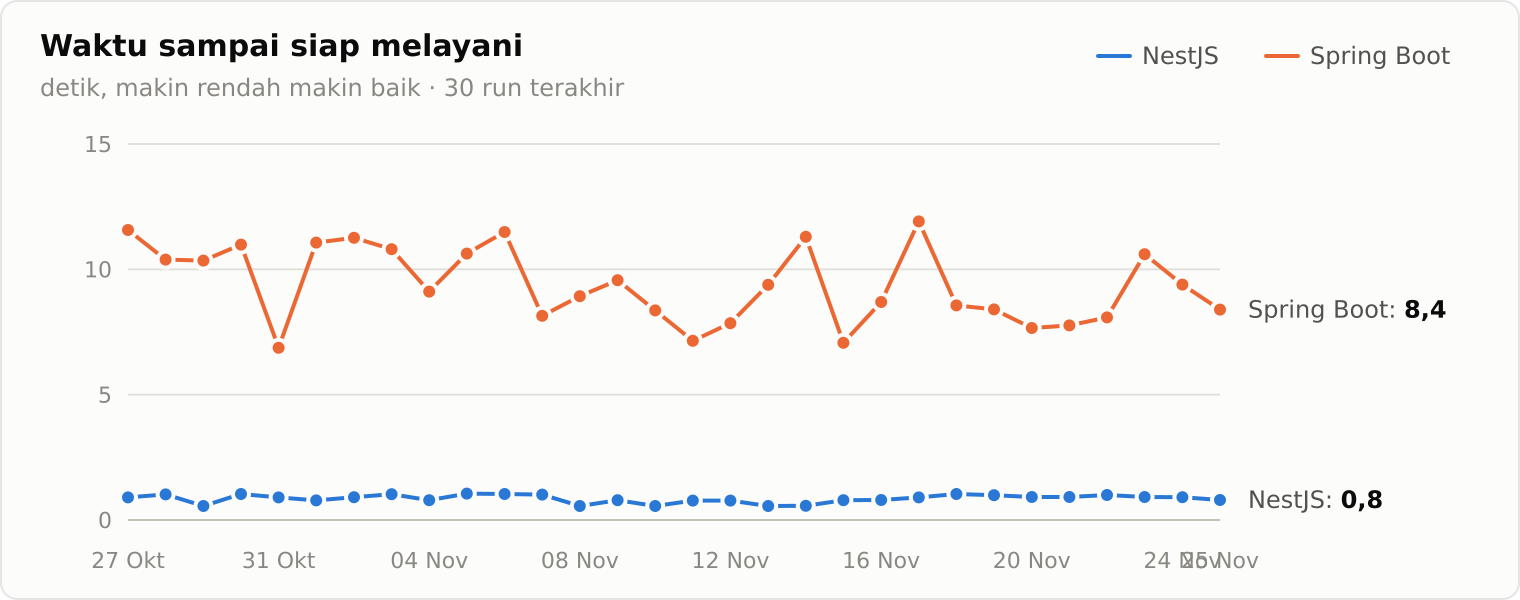 Waktu sampai siap melayani
detik, makin rendah makin baik · 30 run terakhir
NestJS
Spring Boot
15
10
5
0
Spring Boot: 8,4
NestJS: 0,8
27 Okt
31 Okt
04 Nov
08 Nov
12 Nov
16 Nov
20 Nov
24 Nov
25 Nov